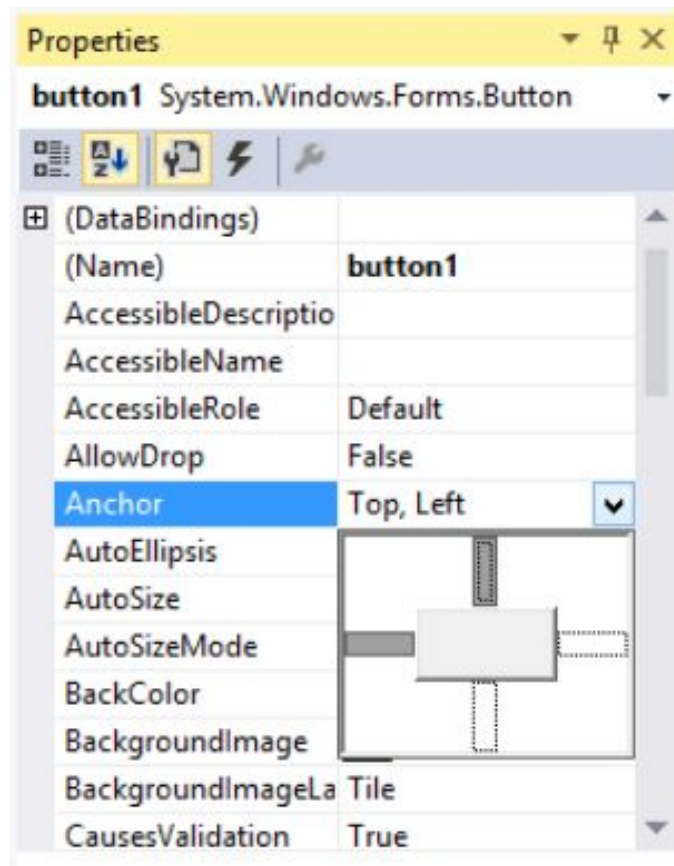 Properties
button1 System.Windows.Forms.Button
(DataBindings)
(Name) button1
AccessibleDescriptio
AccessibleName
AccessibleRole Default
AllowDrop False
Anchor Top, Left
AutoEllipsis
AutoSize
AutoSizeMode
BackColor
BackgroundImage
BackgroundImageLa Tile
CausesValidation True